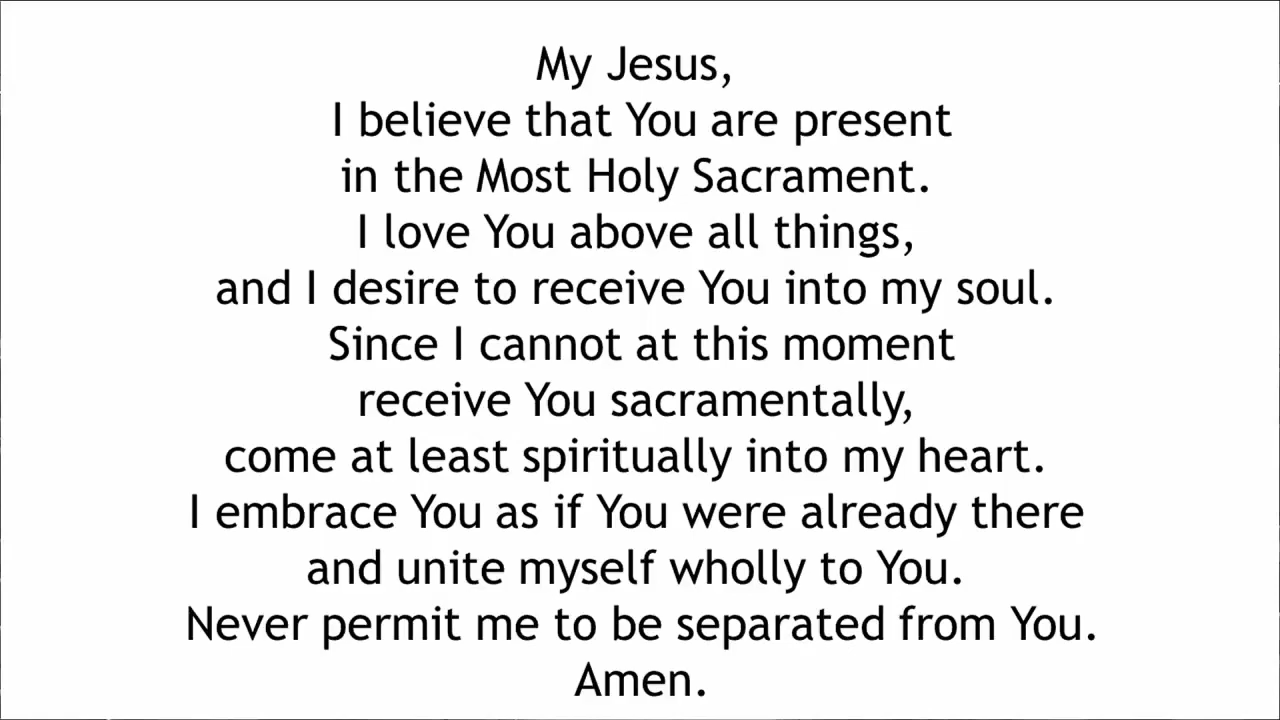 My Jesus,
I believe that You are present
in the Most Holy Sacrament.
I love You above all things,
and I desire to receive You into my soul.
Since I cannot at this moment
receive You sacramentally,
come at least spiritually into my heart.
I embrace You as if You were already there
and unite myself wholly to You.
Never permit me to be separated from You.
Amen.